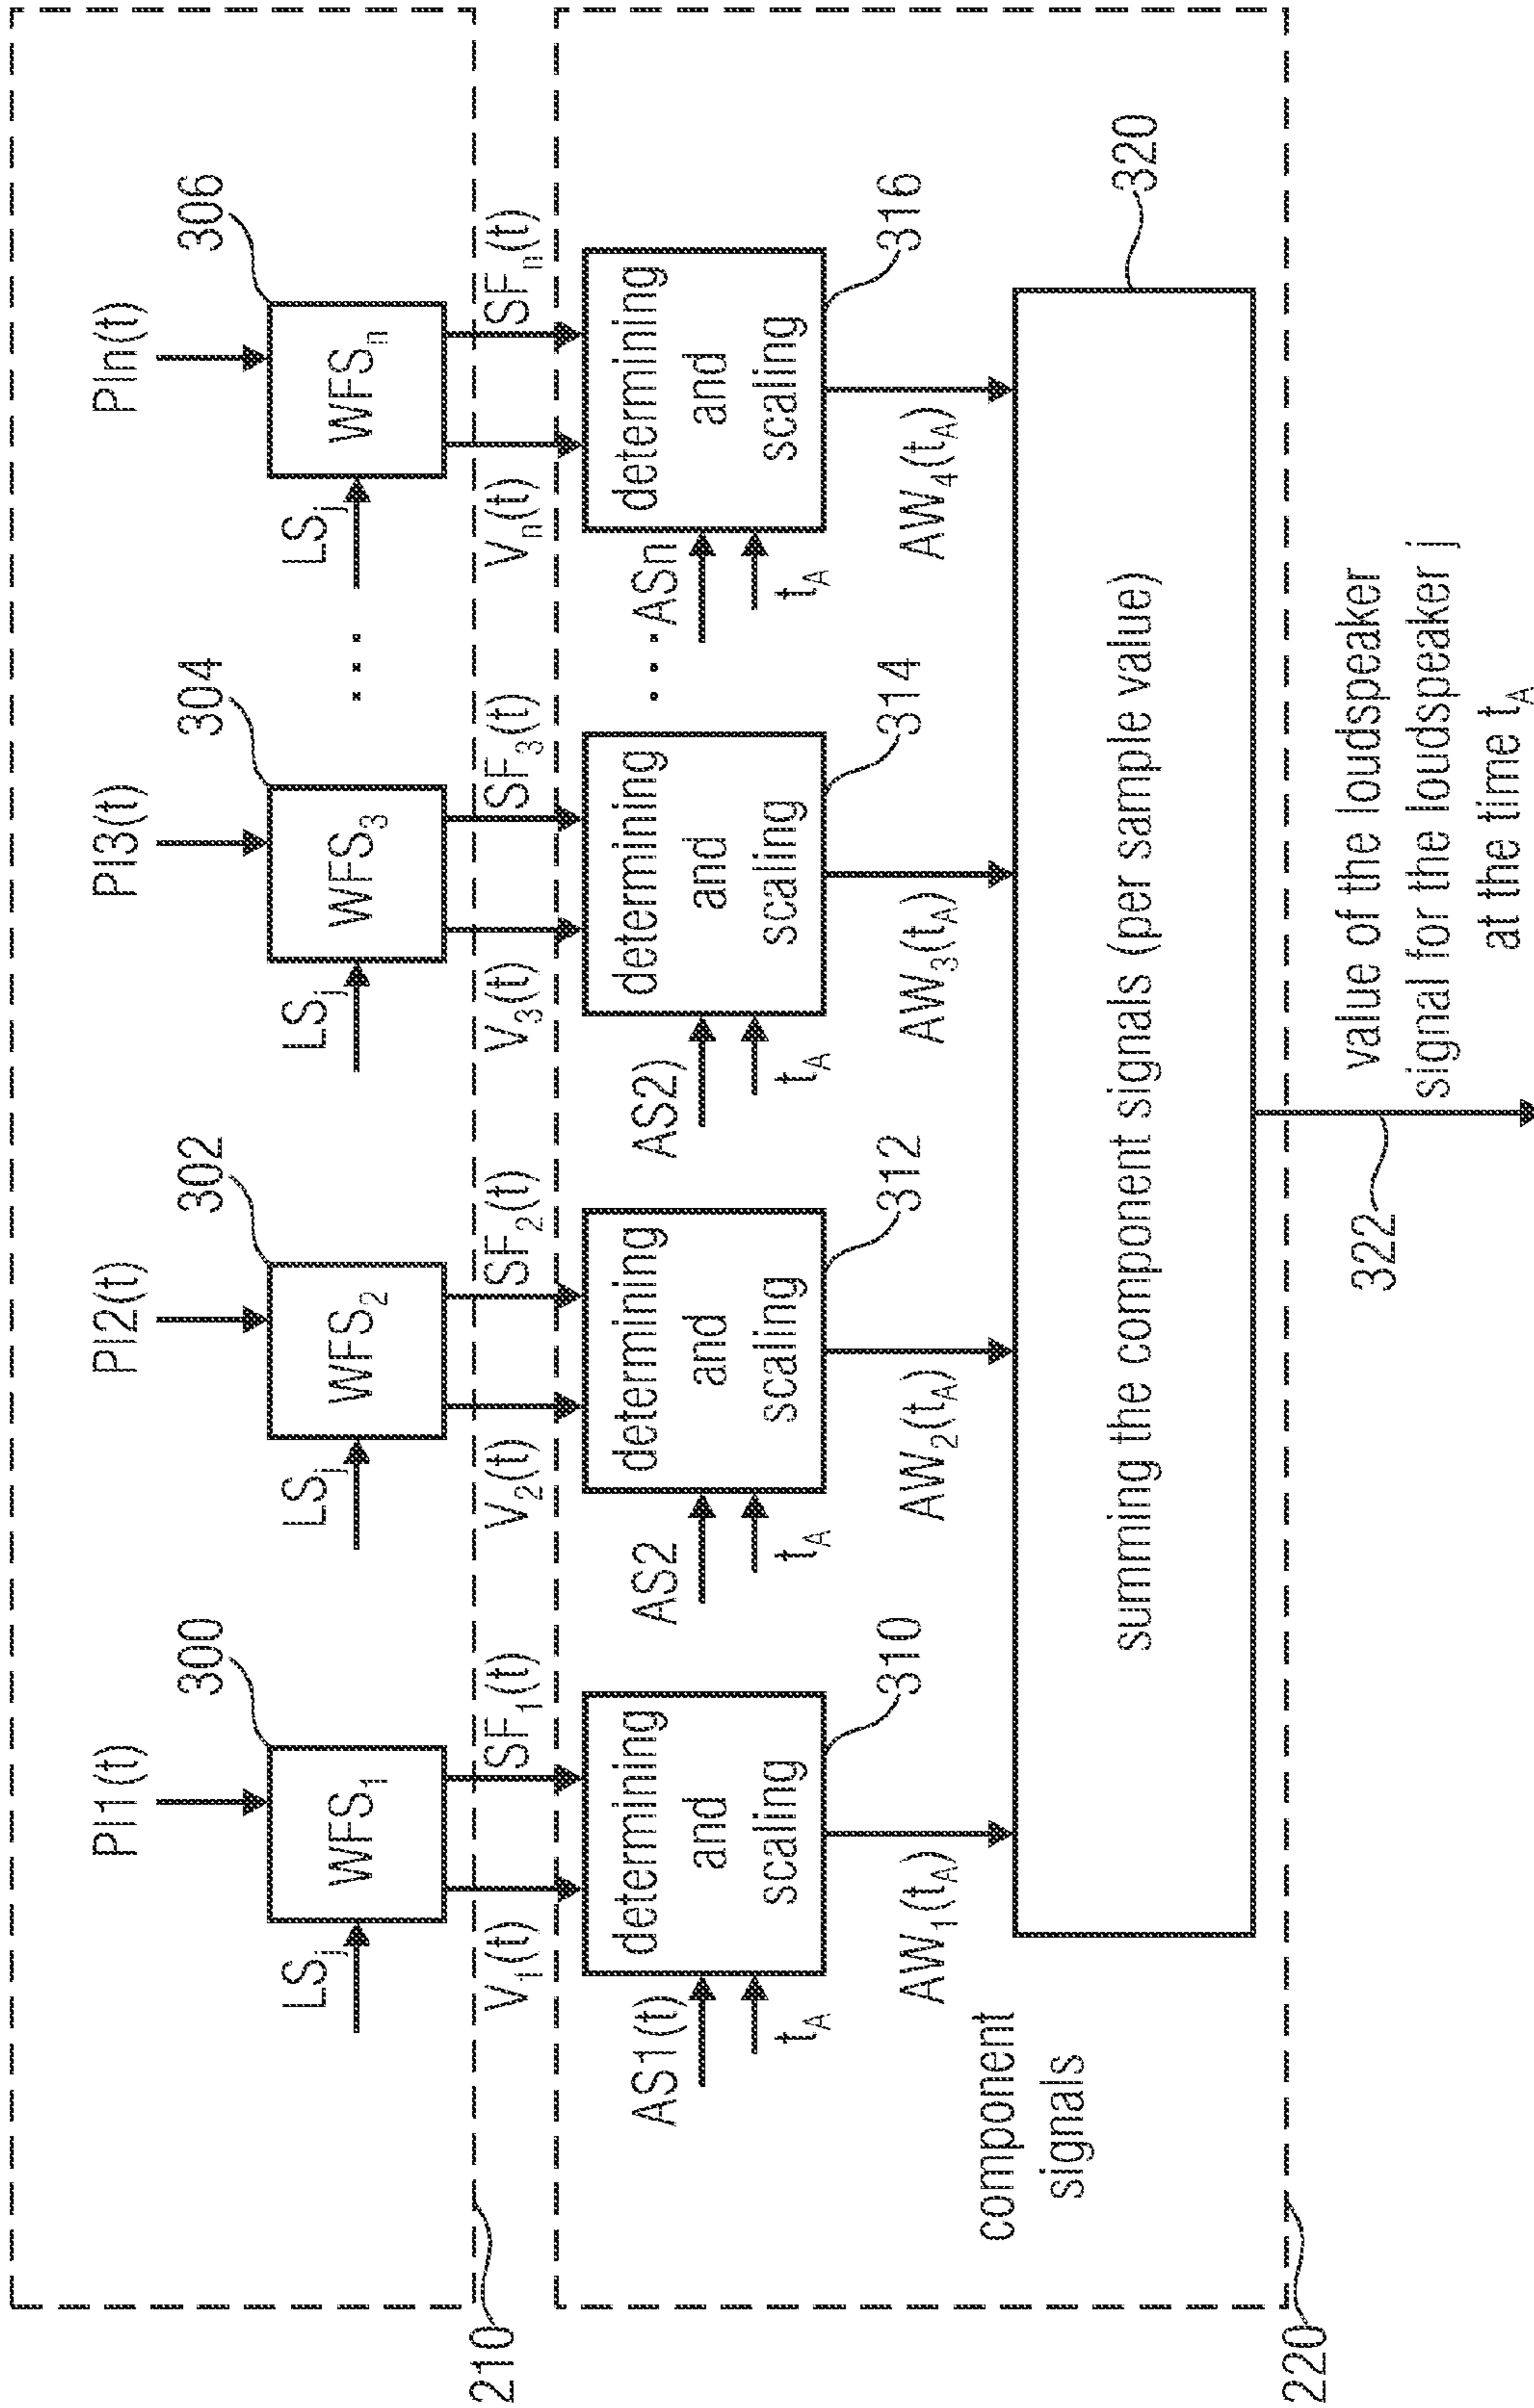 PI1(t) PI2(t) PI3(t) PIn(t)
300 302 304 306
LSj WFS1 LSj WFS2 LSj WFS3 . . . LSj WFSn
210
V1(t) SF1(t) V2(t) SF2(t) V3(t) SF3(t) Vn(t) SFn(t)
AS1(t) AS2 AS2) . . . ASn
determining determining determining determining
and and and and
scaling scaling scaling scaling
tA tA tA tA
310 312 314 316
AW1(tA) AW2(tA) AW3(tA) AW4(tA)
component
signals
summing the component signals (per sample value)
320
220
322
value of the loudspeaker
signal for the loudspeaker j
at the time tA